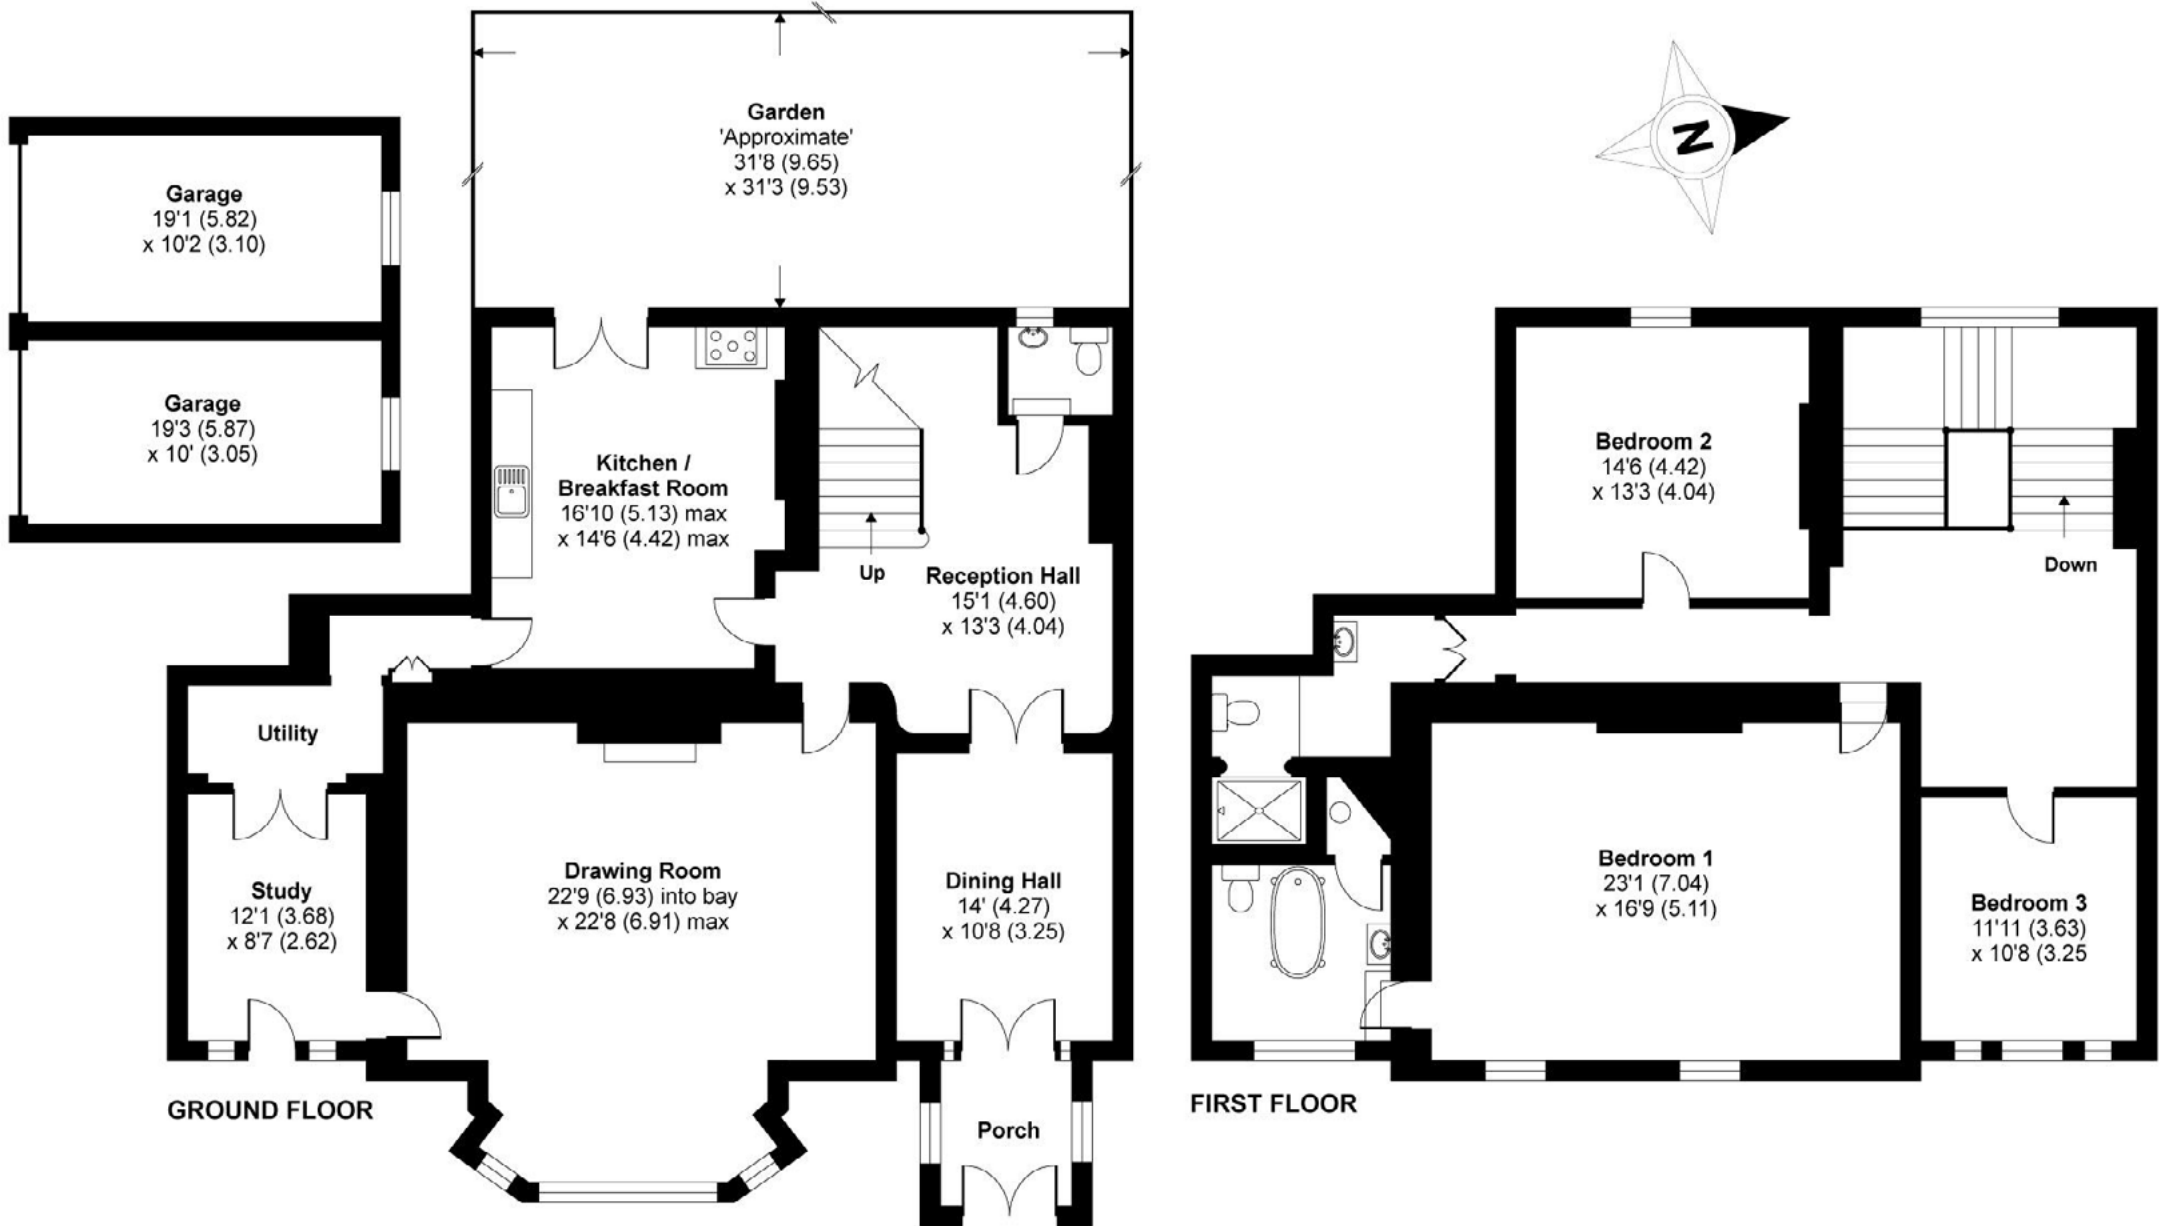 Garden
'Approximate'
31'8 (9.65)
x 31'3 (9.53)
N
Garage
19'1 (5.82)
x 10'2 (3.10)
Garage
19'3 (5.87)
x 10' (3.05)
Kitchen /
Breakfast Room
16'10 (5.13) max
x 14'6 (4.42) max
Up
Reception Hall
15'1 (4.60)
x 13'3 (4.04)
Utility
Study
12'1 (3.68)
x 8'7 (2.62)
Drawing Room
22'9 (6.93) into bay
x 22'8 (6.91) max
Dining Hall
14' (4.27)
x 10'8 (3.25)
Porch
GROUND FLOOR
Bedroom 2
14'6 (4.42)
x 13'3 (4.04)
Down
Bedroom 1
23'1 (7.04)
x 16'9 (5.11)
Bedroom 3
11'11 (3.63)
x 10'8 (3.25
FIRST FLOOR